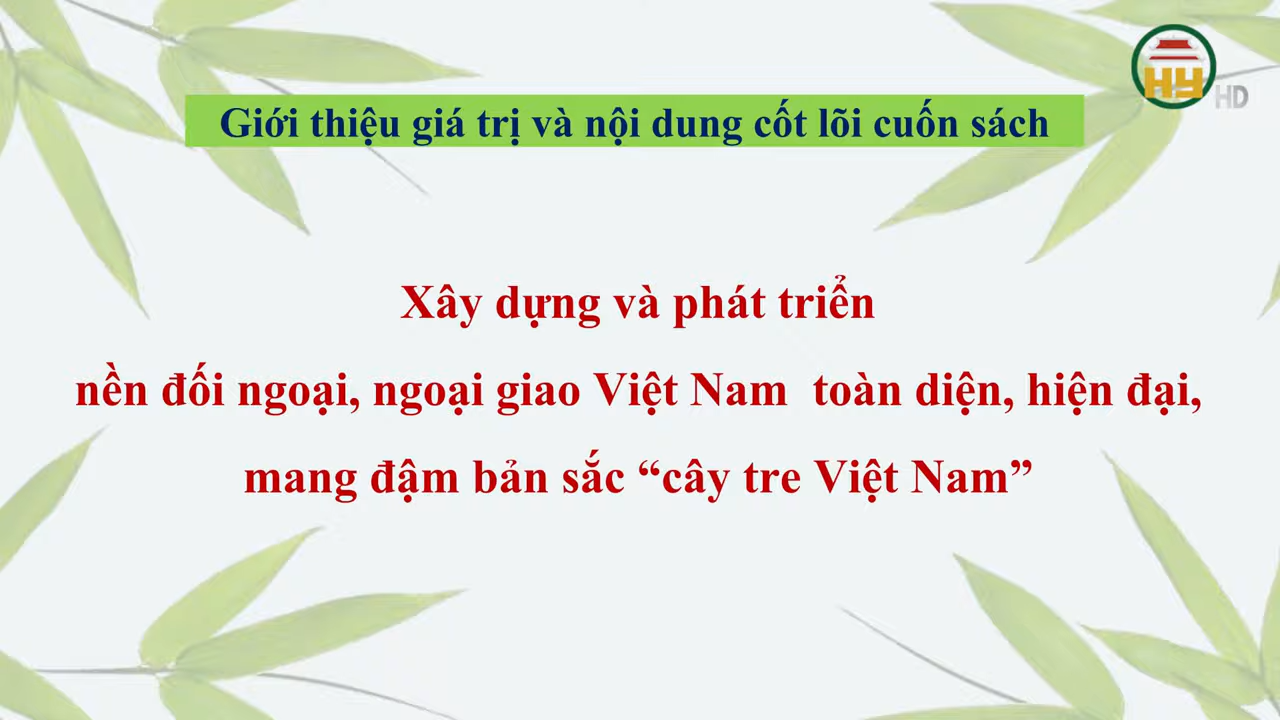 HY
HD
Giới thiệu giá trị và nội dung cốt lõi cuốn sách
Xây dựng và phát triển
nền đối ngoại, ngoại giao Việt Nam  toàn diện, hiện đại,
mang đậm bản sắc “cây tre Việt Nam”